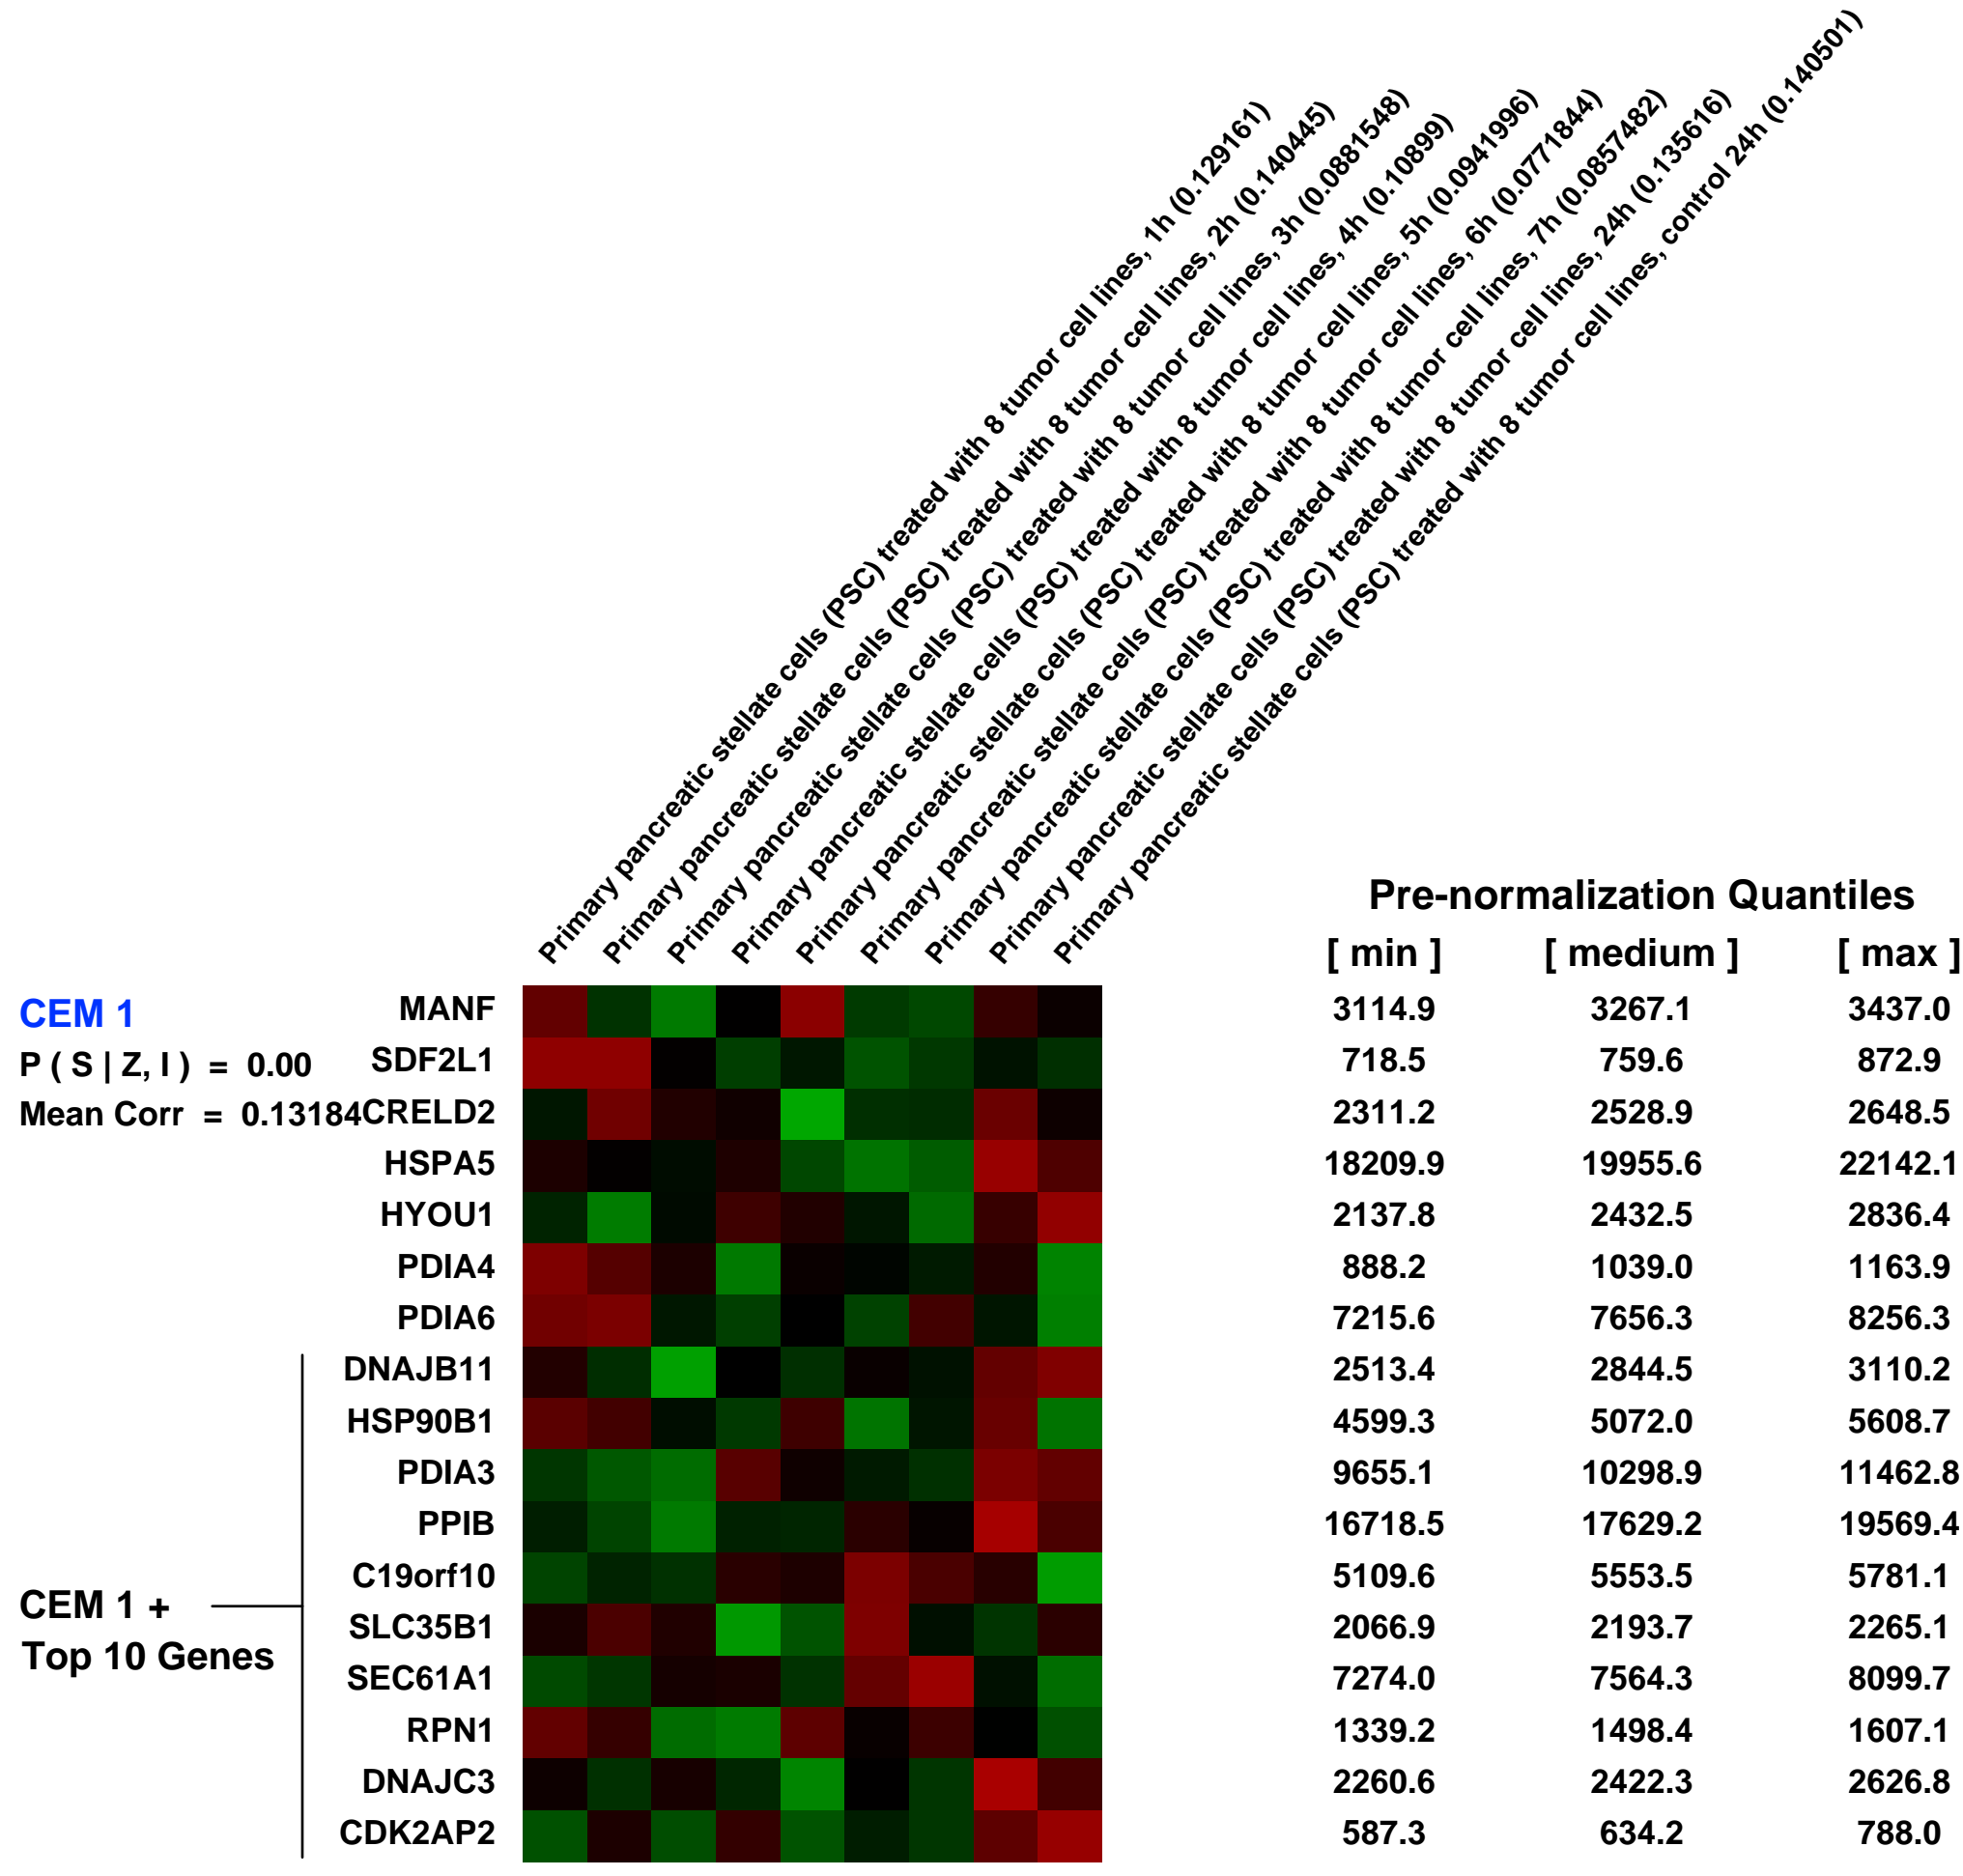 Primary pancreatic stellate cells (PSC) treated with 8 tumor cell lines, 1h (0.129161)
Primary pancreatic stellate cells (PSC) treated with 8 tumor cell lines, 2h (0.140445)
Primary pancreatic stellate cells (PSC) treated with 8 tumor cell lines, 3h (0.0881548)
Primary pancreatic stellate cells (PSC) treated with 8 tumor cell lines, 4h (0.10899)
Primary pancreatic stellate cells (PSC) treated with 8 tumor cell lines, 5h (0.0941996)
Primary pancreatic stellate cells (PSC) treated with 8 tumor cell lines, 6h (0.0771844)
Primary pancreatic stellate cells (PSC) treated with 8 tumor cell lines, 7h (0.0857482)
Primary pancreatic stellate cells (PSC) treated with 8 tumor cell lines, 24h (0.135616)
Primary pancreatic stellate cells (PSC) treated with 8 tumor cell lines, control 24h (0.140501)
Pre-normalization Quantiles
[ min ] [ medium ] [ max ]
CEM 1 MANF 3114.9 3267.1 3437.0
P ( S | Z, I ) = 0.00 SDF2L1 718.5 759.6 872.9
Mean Corr = 0.13184 CRELD2 2311.2 2528.9 2648.5
HSPA5 18209.9 19955.6 22142.1
HYOU1 2137.8 2432.5 2836.4
PDIA4 888.2 1039.0 1163.9
PDIA6 7215.6 7656.3 8256.3
DNAJB11 2513.4 2844.5 3110.2
HSP90B1 4599.3 5072.0 5608.7
PDIA3 9655.1 10298.9 11462.8
PPIB 16718.5 17629.2 19569.4
C19orf10 5109.6 5553.5 5781.1
CEM 1 +
SLC35B1 2066.9 2193.7 2265.1
Top 10 Genes
SEC61A1 7274.0 7564.3 8099.7
RPN1 1339.2 1498.4 1607.1
DNAJC3 2260.6 2422.3 2626.8
CDK2AP2 587.3 634.2 788.0